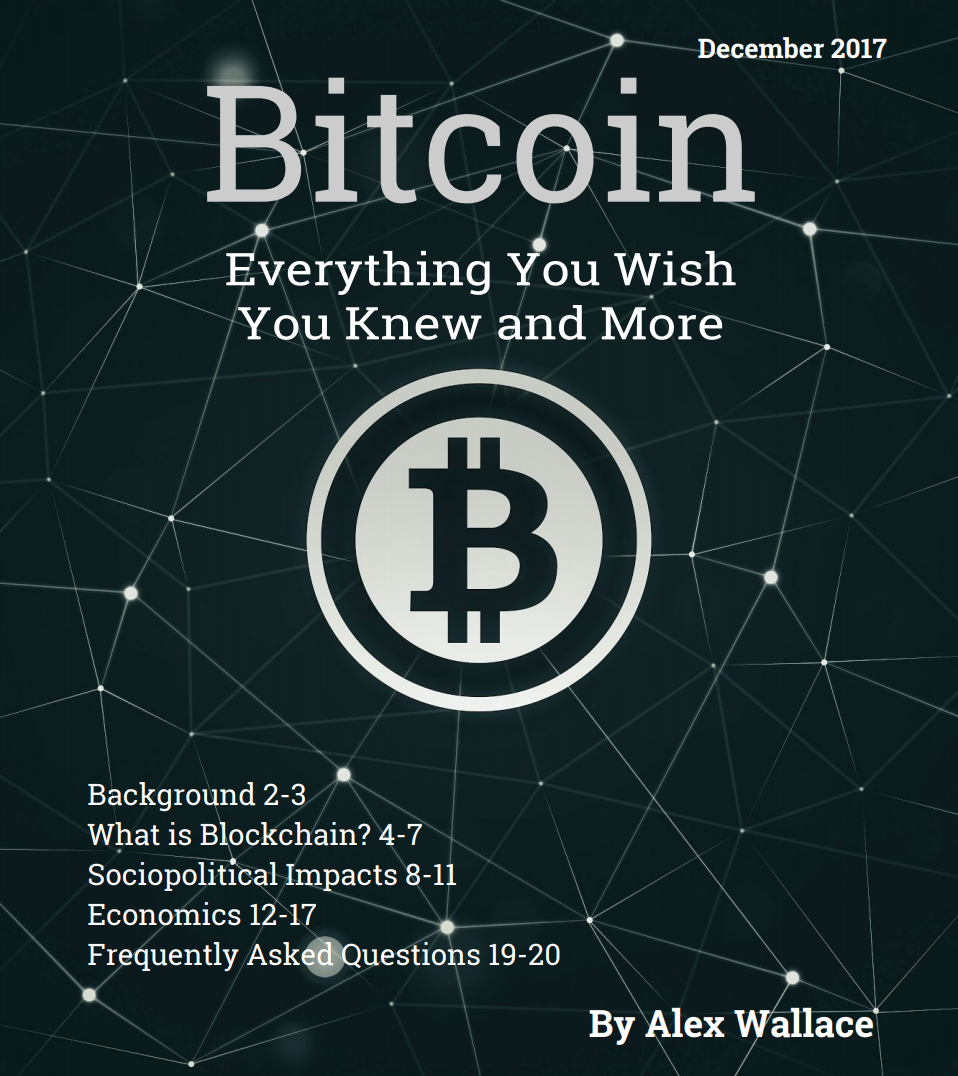 December 2017
Bitcoin
Everything You Wish
You Knew and More
Background 2-3
What is Blockchain? 4-7
Sociopolitical Impacts 8-11
Economics 12-17
Frequently Asked Questions 19-20
By Alex Wallace